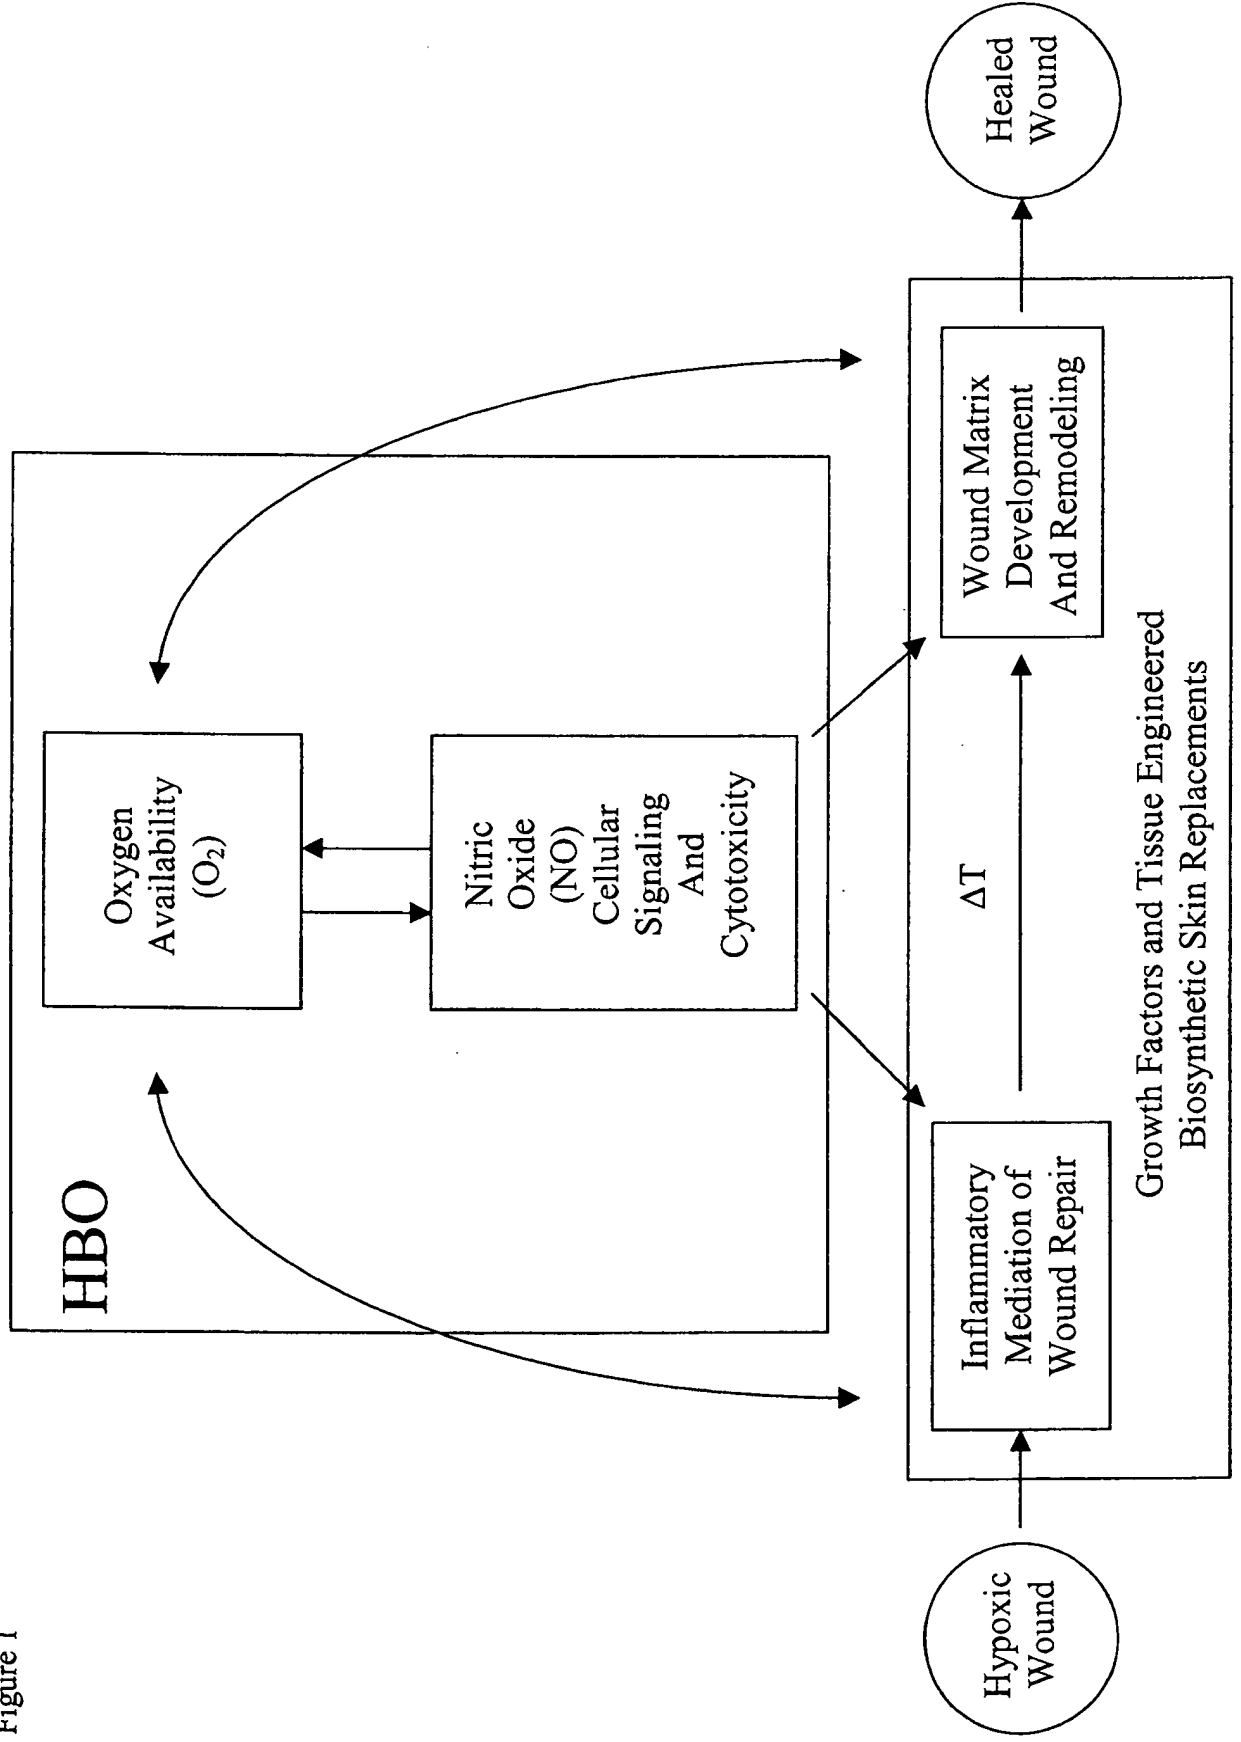 Figure 1
HBO
Oxygen
Availability
(O₂)
Nitric
Oxide
(NO)
Cellular
Signaling
And
Cytotoxicity
Hypoxic
Wound
Inflammatory
Mediation of
Wound Repair
ΔT
Wound Matrix
Development
And Remodeling
Healed
Wound
Growth Factors and Tissue Engineered
Biosynthetic Skin Replacements